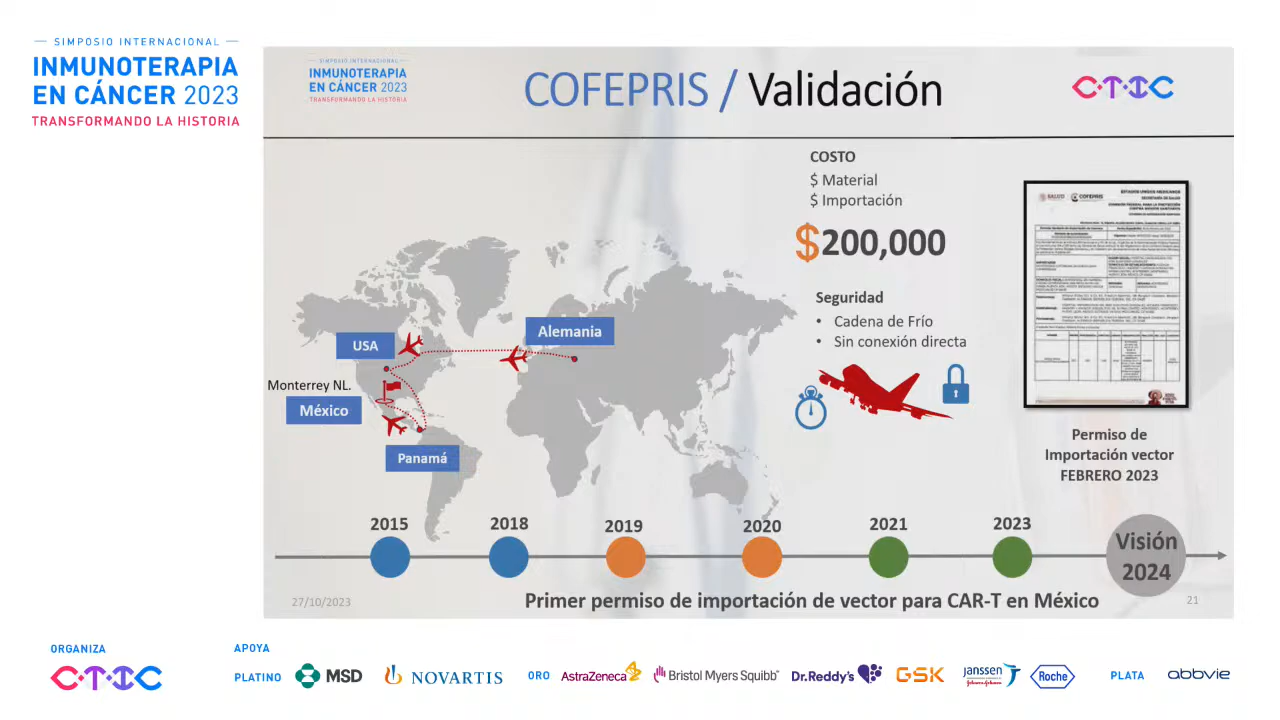 SIMPOSIO INTERNACIONAL
INMUNOTERAPIA
EN CÁNCER 2023
TRANSFORMANDO LA HISTORIA
SIMPOSIO INTERNACIONAL
INMUNOTERAPIA
EN CÁNCER 2023
TRANSFORMANDO LA HISTORIA
COFEPRIS / Validación
CTIC
COSTO
$ Material
$ Importación
$200,000
Seguridad
• Cadena de Frío
• Sin conexión directa
USA
Alemania
Monterrey NL.
México
Panamá
SALUD
COFEPRIS
ESTADOS UNIDOS MEXICANOS
SECRETARÍA DE SALUD
Permiso de
Importación vector
FEBRERO 2023
2015
2018
2019
2020
2021
2023
Visión
2024
27/10/2023
Primer permiso de importación de vector para CAR-T en México
21
ORGANIZA
CTIC
APOYA
PLATINO
MSD
NOVARTIS
ORO
AstraZeneca
Bristol Myers Squibb
Dr.Reddy's
GSK
Janssen
Johnson&Johnson
Roche
PLATA
abbvie